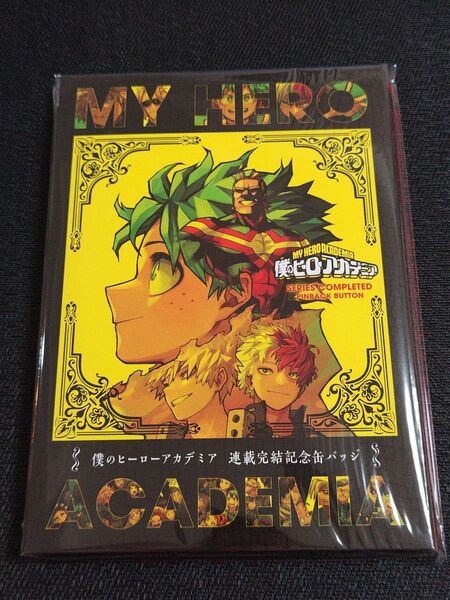 MY HERO
MY HERO ACADEMIA
僕のヒーローアカデミア
SERIES COMPLETED
PINBACK BUTTON
僕のヒーローアカデミア 連載完結記念缶バッジ
ACADEMIA